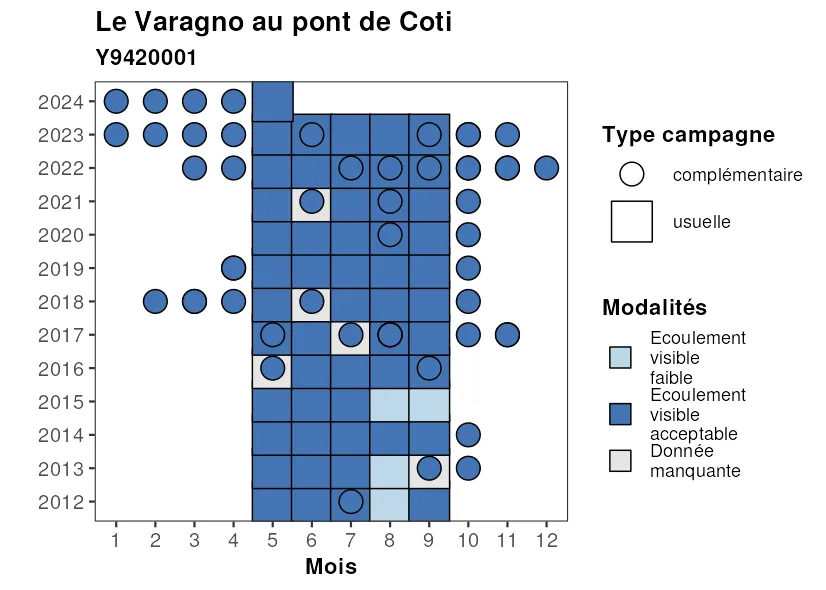 Le Varagno au pont de Coti
Y9420001
2024
2023
2022
2021
2020
2019
2018
2017
2016
2015
2014
2013
2012
1 2 3 4 5 6 7 8 9 10 11 12
Mois
Type campagne
complémentaire
usuelle
Modalités
Ecoulement
visible
faible
Ecoulement
visible
acceptable
Donnée
manquante